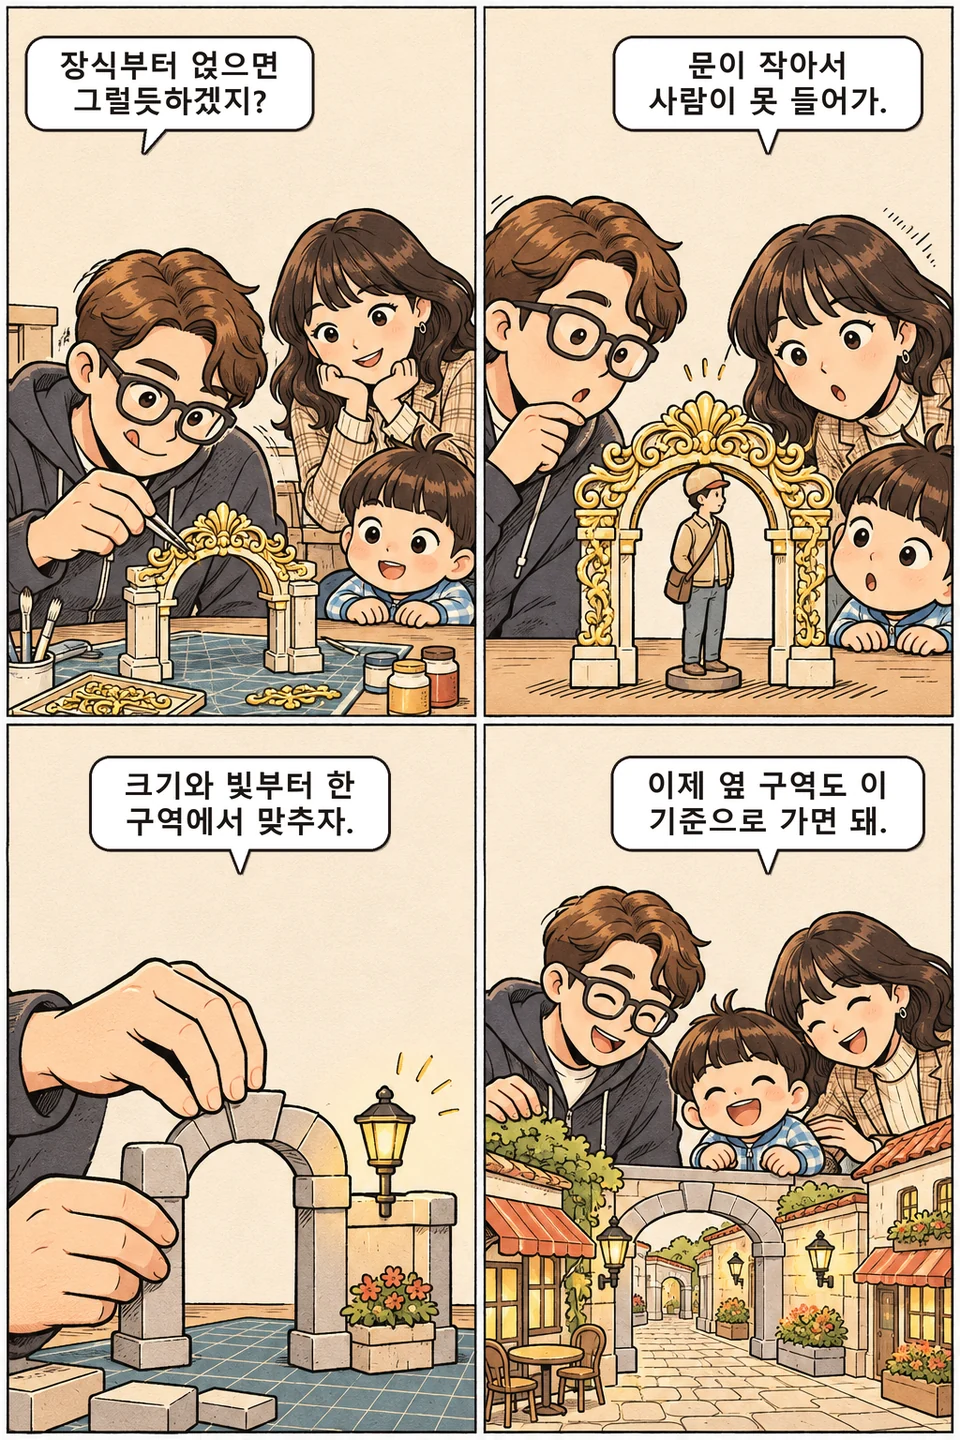 장식부터 얹으면
그럴듯하겠지?
문이 작아서
사람이 못 들어가.
크기와 빛부터 한
구역에서 맞추자.
이제 옆 구역도 이
기준으로 가면 돼.